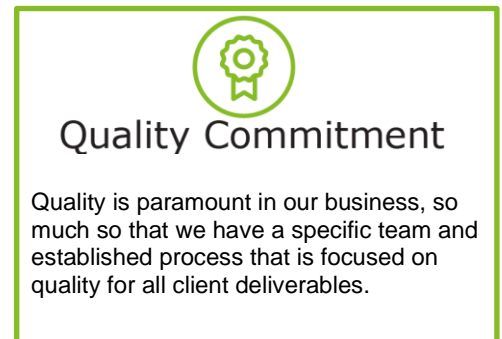 Quality Commitment
Quality is paramount in our business, so
much so that we have a specific team and
established process that is focused on
quality for all client deliverables.